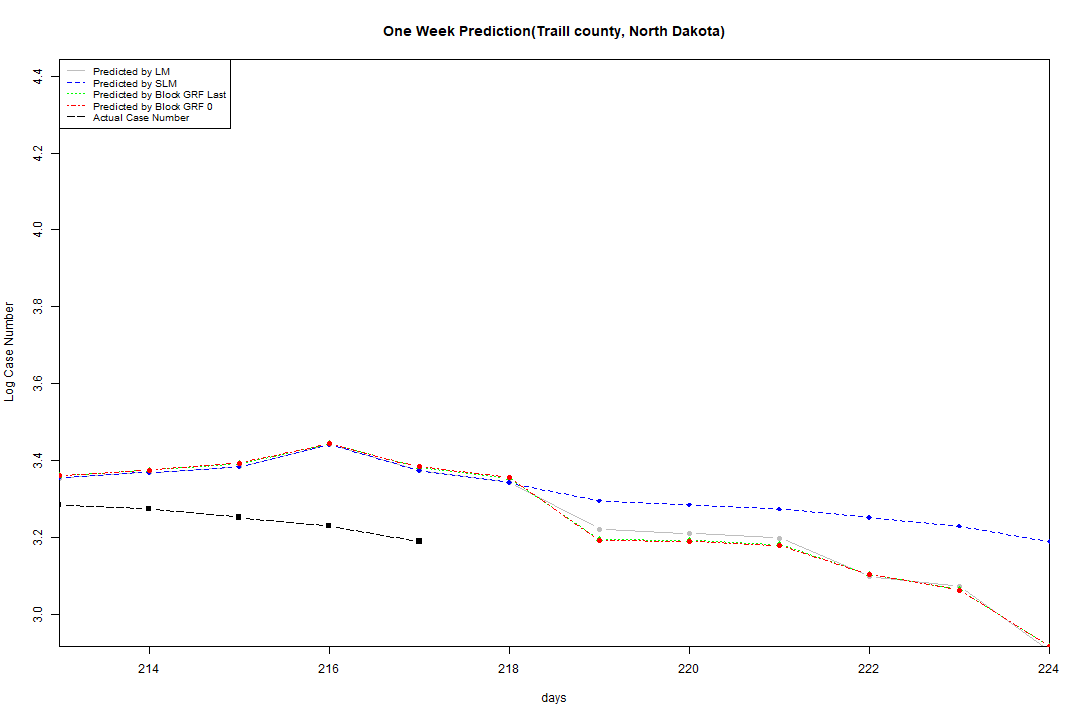 One Week Prediction(Traill county, North Dakota)
Predicted by LM
Predicted by SLM
Predicted by Block GRF Last
Predicted by Block GRF 0
Actual Case Number
4.4
4.2
4.0
3.8
3.6
3.4
3.2
3.0
Log Case Number
214 216 218 220 222 224
days